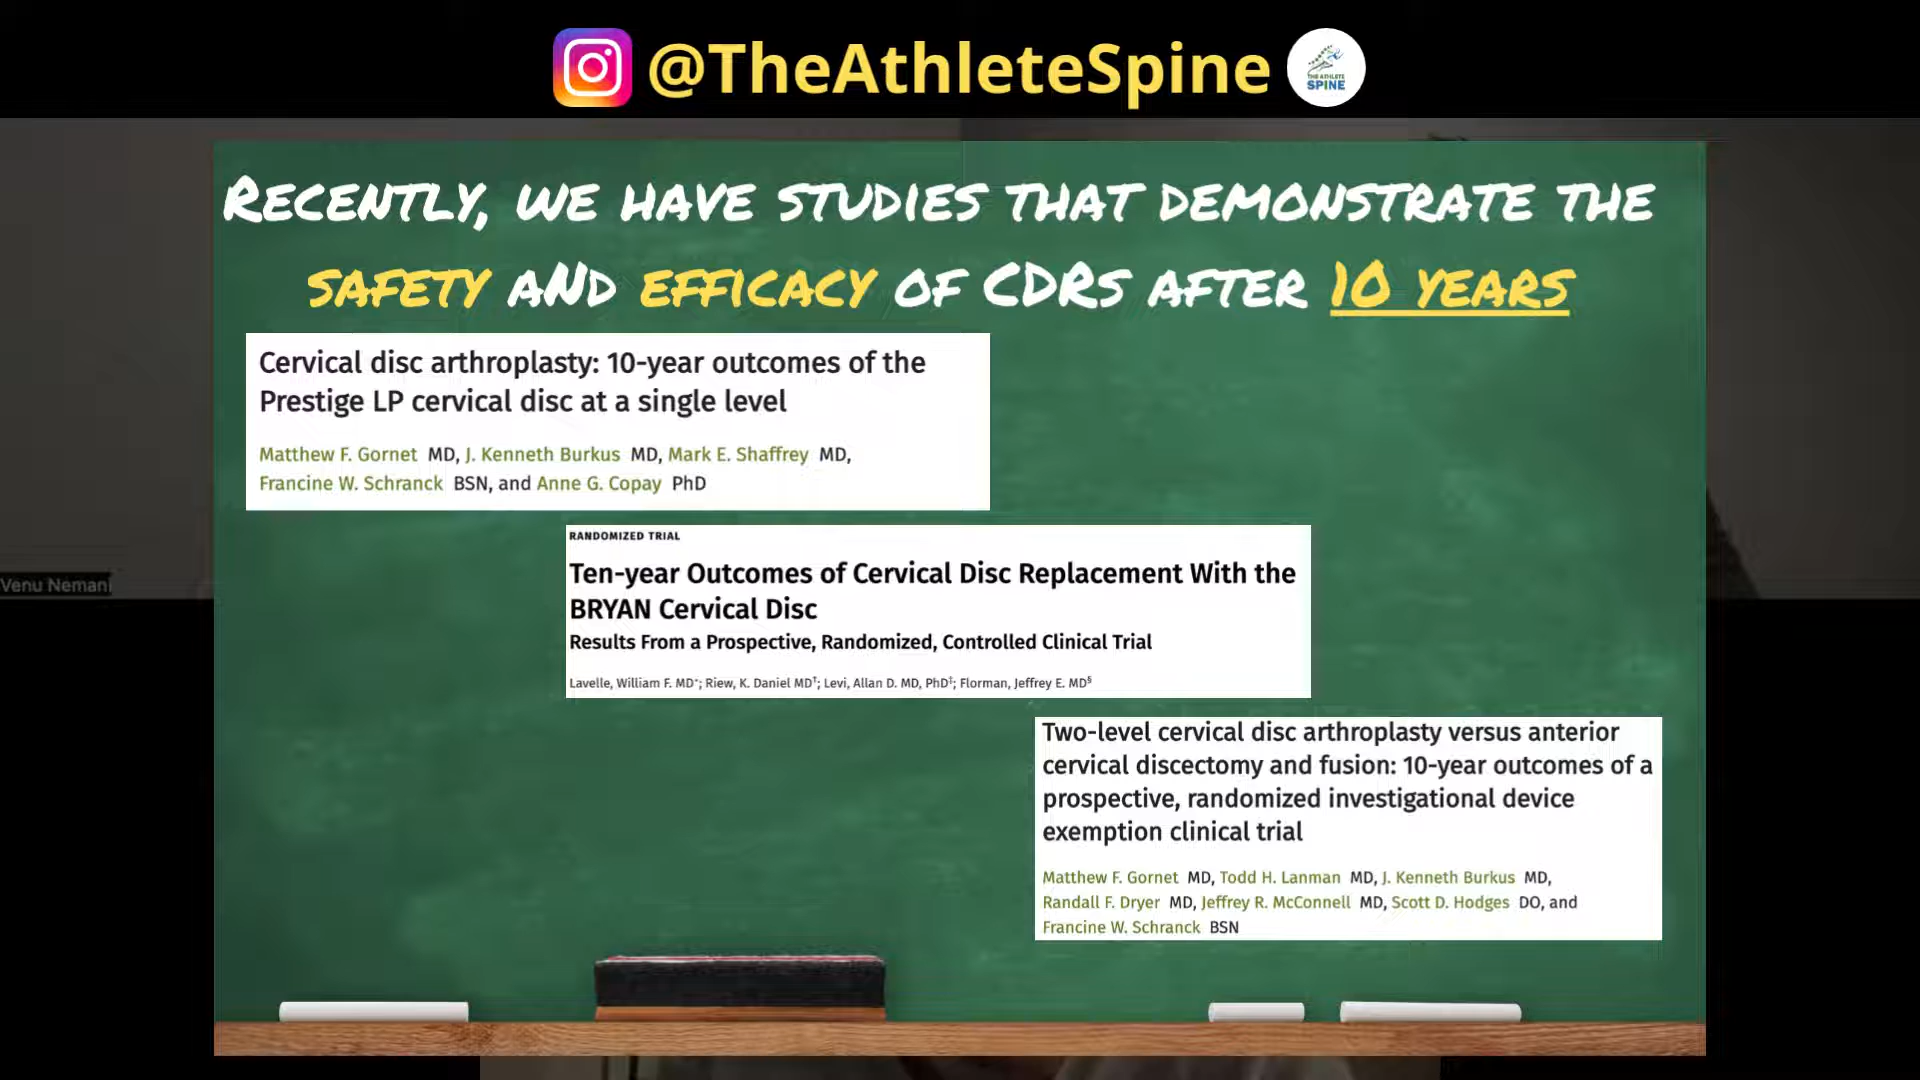 @TheAthleteSpine
THE ATHLETE
SPINE
RECENTLY, WE HAVE STUDIES THAT DEMONSTRATE THE
SAFETY AND EFFICACY OF CDRS AFTER 10 YEARS
Cervical disc arthroplasty: 10-year outcomes of the
Prestige LP cervical disc at a single level
Matthew F. Gornet MD, J. Kenneth Burkus MD, Mark E. Shaffrey MD,
Francine W. Schranck BSN, and Anne G. Copay PhD
RANDOMIZED TRIAL
Ten-year Outcomes of Cervical Disc Replacement With the
BRYAN Cervical Disc
Results From a Prospective, Randomized, Controlled Clinical Trial
Lavelle, William F. MD*; Riew, K. Daniel MD†; Levi, Allan D. MD, PhD‡; Florman, Jeffrey E. MD§
Venu Nemani
Two-level cervical disc arthroplasty versus anterior
cervical discectomy and fusion: 10-year outcomes of a
prospective, randomized investigational device
exemption clinical trial
Matthew F. Gornet MD, Todd H. Lanman MD, J. Kenneth Burkus MD,
Randall F. Dryer MD, Jeffrey R. McConnell MD, Scott D. Hodges DO, and
Francine W. Schranck BSN